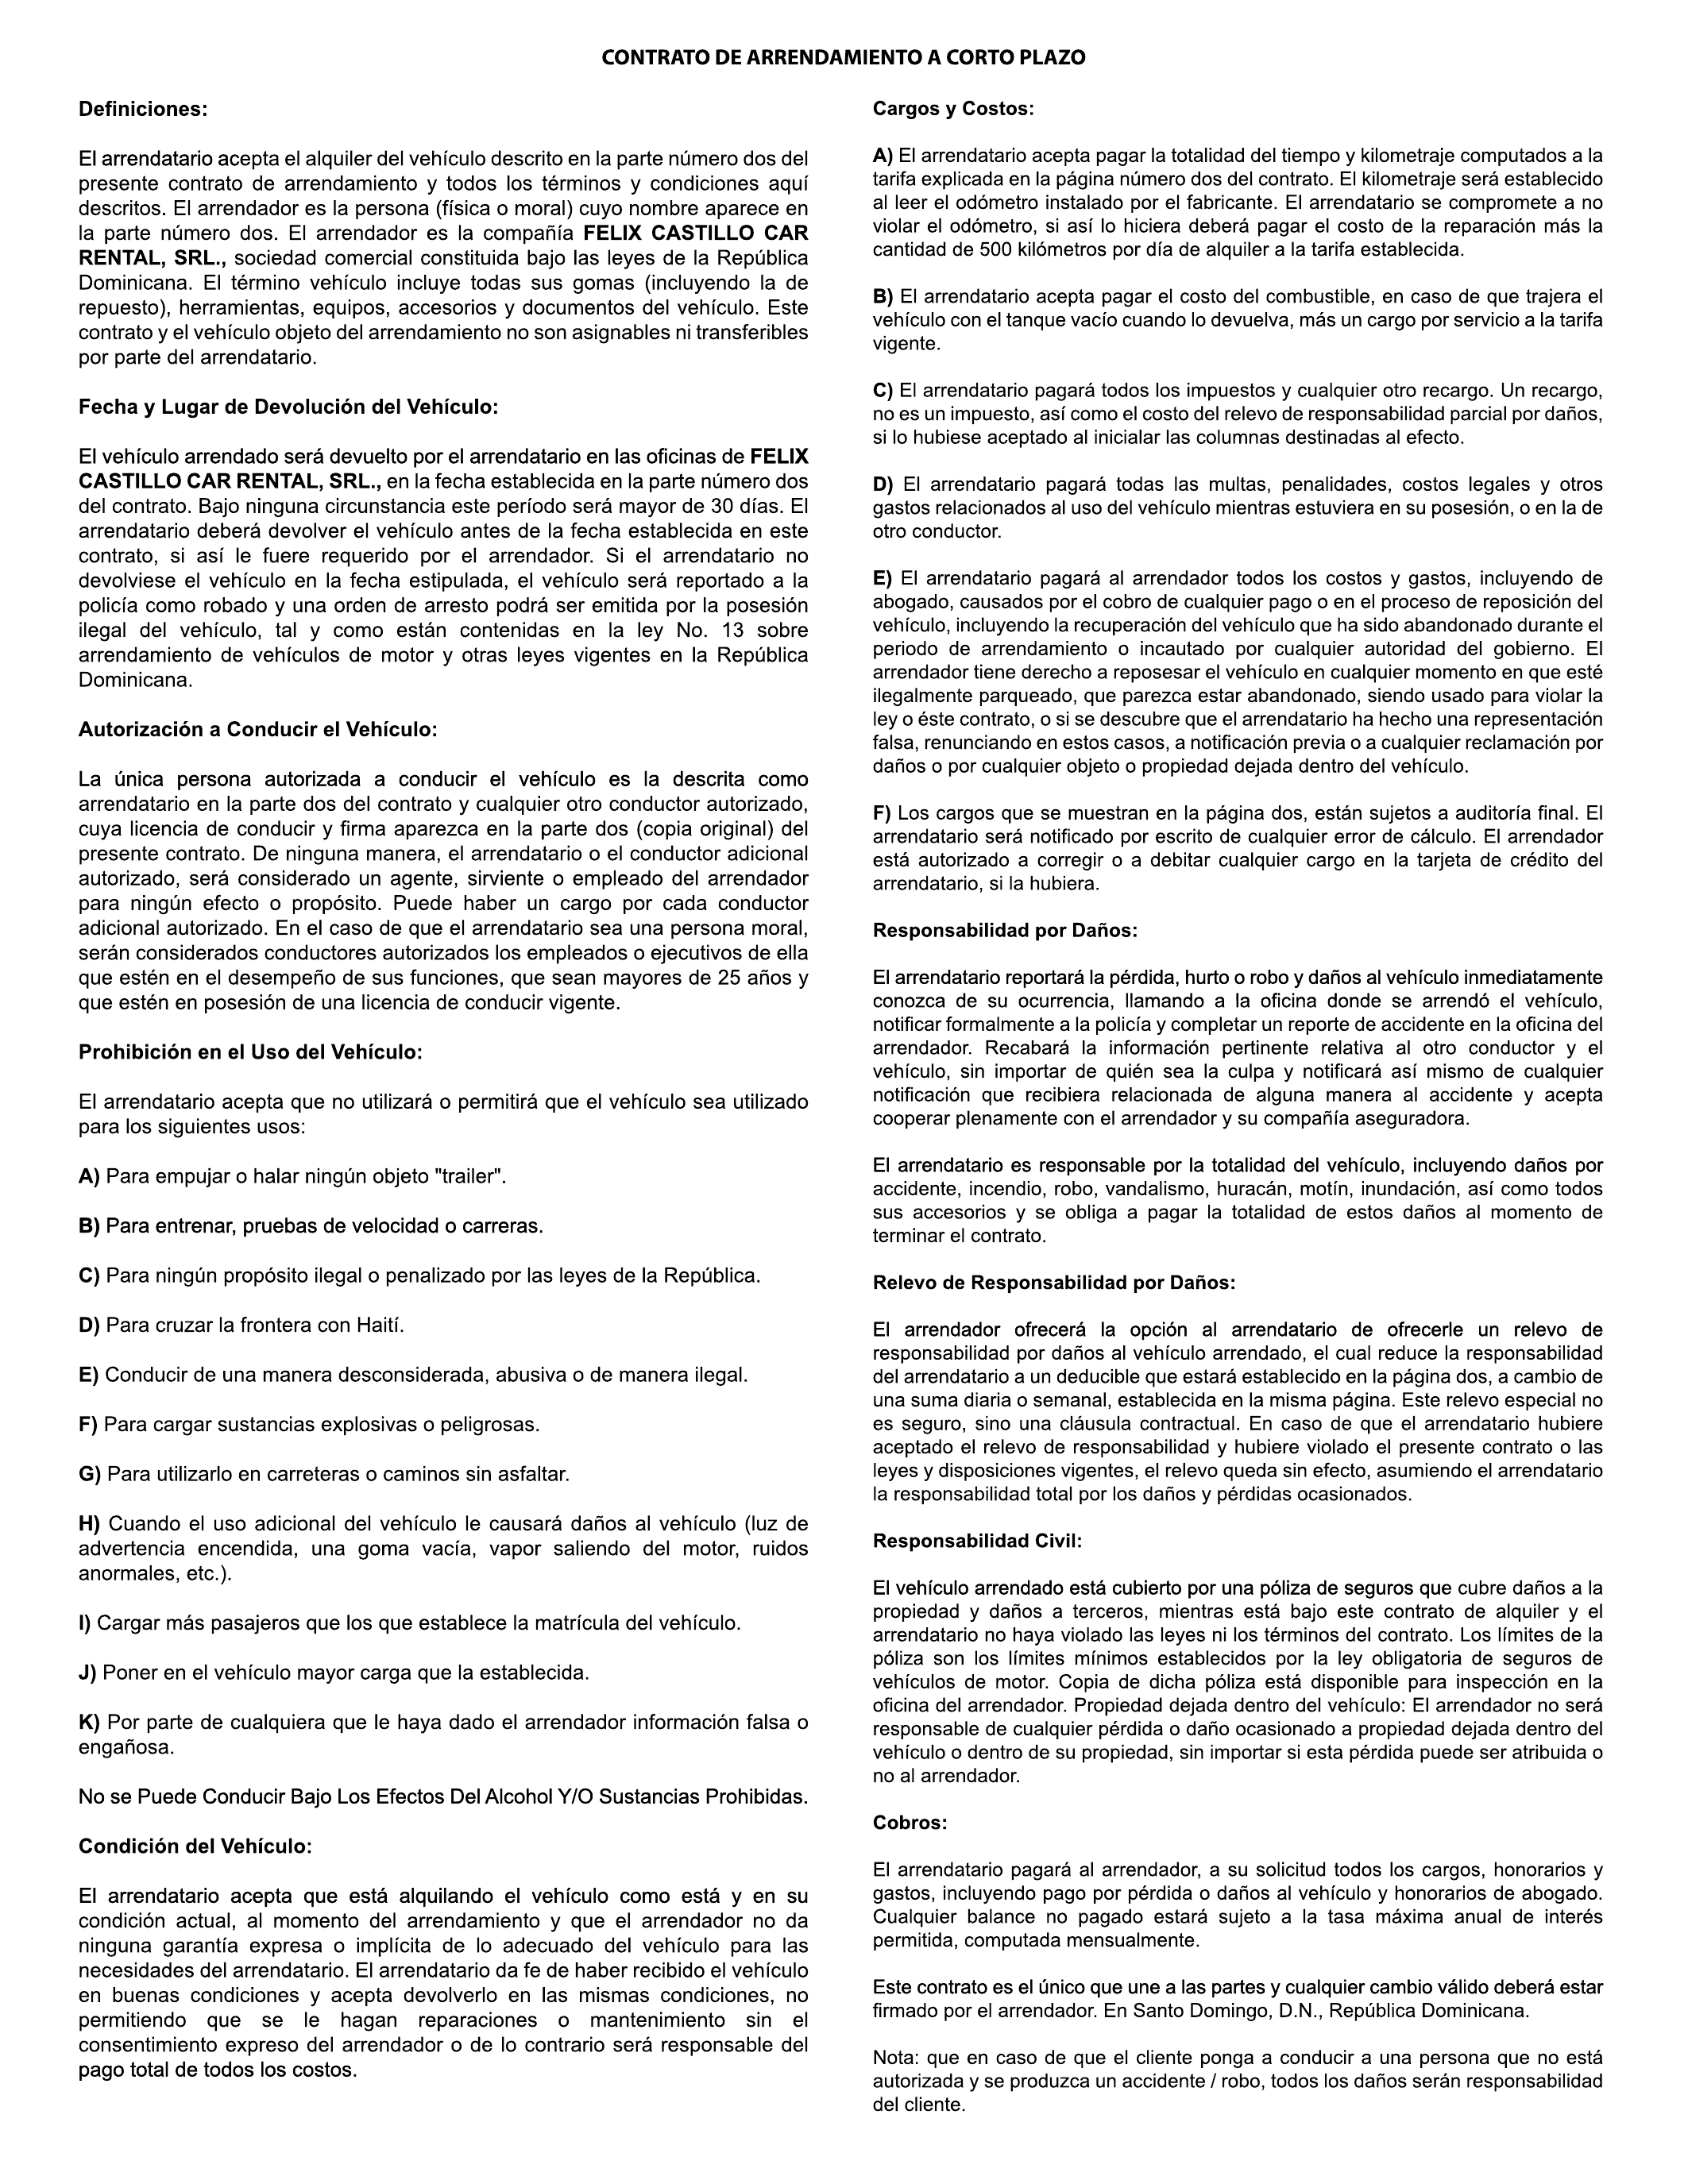 CONTRATO DE ARRENDAMIENTO A CORTO PLAZO
Definiciones:
El arrendatario acepta el alquiler del vehículo descrito en la parte número dos del
presente contrato de arrendamiento y todos los términos y condiciones aquí
descritos. El arrendador es la persona (física o moral) cuyo nombre aparece en
la parte número dos. El arrendador es la compañía FELIX CASTILLO CAR
RENTAL, SRL., sociedad comercial constituida bajo las leyes de la República
Dominicana. El término vehículo incluye todas sus gomas (incluyendo la de
repuesto), herramientas, equipos, accesorios y documentos del vehículo. Este
contrato y el vehículo objeto del arrendamiento no son asignables ni transferibles
por parte del arrendatario.
Fecha y Lugar de Devolución del Vehículo:
El vehículo arrendado será devuelto por el arrendatario en las oficinas de FELIX
CASTILLO CAR RENTAL, SRL., en la fecha establecida en la parte número dos
del contrato. Bajo ninguna circunstancia este período será mayor de 30 días. El
arrendatario deberá devolver el vehículo antes de la fecha establecida en este
contrato, si así le fuere requerido por el arrendador. Si el arrendatario no
devolviese el vehículo en la fecha estipulada, el vehículo será reportado a la
policía como robado y una orden de arresto podrá ser emitida por la posesión
ilegal del vehículo, tal y como están contenidas en la ley No. 13 sobre
arrendamiento de vehículos de motor y otras leyes vigentes en la República
Dominicana.
Autorización a Conducir el Vehículo:
La única persona autorizada a conducir el vehículo es la descrita como
arrendatario en la parte dos del contrato y cualquier otro conductor autorizado,
cuya licencia de conducir y firma aparezca en la parte dos (copia original) del
presente contrato. De ninguna manera, el arrendatario o el conductor adicional
autorizado, será considerado un agente, sirviente o empleado del arrendador
para ningún efecto o propósito. Puede haber un cargo por cada conductor
adicional autorizado. En el caso de que el arrendatario sea una persona moral,
serán considerados conductores autorizados los empleados o ejecutivos de ella
que estén en el desempeño de sus funciones, que sean mayores de 25 años y
que estén en posesión de una licencia de conducir vigente.
Prohibición en el Uso del Vehículo:
El arrendatario acepta que no utilizará o permitirá que el vehículo sea utilizado
para los siguientes usos:
A) Para empujar o halar ningún objeto "trailer".
B) Para entrenar, pruebas de velocidad o carreras.
C) Para ningún propósito ilegal o penalizado por las leyes de la República.
D) Para cruzar la frontera con Haití.
E) Conducir de una manera desconsiderada, abusiva o de manera ilegal.
F) Para cargar sustancias explosivas o peligrosas.
G) Para utilizarlo en carreteras o caminos sin asfaltar.
H) Cuando el uso adicional del vehículo le causará daños al vehículo (luz de
advertencia encendida, una goma vacía, vapor saliendo del motor, ruidos
anormales, etc.).
I) Cargar más pasajeros que los que establece la matrícula del vehículo.
J) Poner en el vehículo mayor carga que la establecida.
K) Por parte de cualquiera que le haya dado el arrendador información falsa o
engañosa.
No se Puede Conducir Bajo Los Efectos Del Alcohol Y/O Sustancias Prohibidas.
Condición del Vehículo:
El arrendatario acepta que está alquilando el vehículo como está y en su
condición actual, al momento del arrendamiento y que el arrendador no da
ninguna garantía expresa o implícita de lo adecuado del vehículo para las
necesidades del arrendatario. El arrendatario da fe de haber recibido el vehículo
en buenas condiciones y acepta devolverlo en las mismas condiciones, no
permitiendo que se le hagan reparaciones o mantenimiento sin el
consentimiento expreso del arrendador o de lo contrario será responsable del
pago total de todos los costos.
Cargos y Costos:
A) El arrendatario acepta pagar la totalidad del tiempo y kilometraje computados a la
tarifa explicada en la página número dos del contrato. El kilometraje será establecido
al leer el odómetro instalado por el fabricante. El arrendatario se compromete a no
violar el odómetro, si así lo hiciera deberá pagar el costo de la reparación más la
cantidad de 500 kilómetros por día de alquiler a la tarifa establecida.
B) El arrendatario acepta pagar el costo del combustible, en caso de que trajera el
vehículo con el tanque vacío cuando lo devuelva, más un cargo por servicio a la tarifa
vigente.
C) El arrendatario pagará todos los impuestos y cualquier otro recargo. Un recargo,
no es un impuesto, así como el costo del relevo de responsabilidad parcial por daños,
si lo hubiese aceptado al inicialar las columnas destinadas al efecto.
D) El arrendatario pagará todas las multas, penalidades, costos legales y otros
gastos relacionados al uso del vehículo mientras estuviera en su posesión, o en la de
otro conductor.
E) El arrendatario pagará al arrendador todos los costos y gastos, incluyendo de
abogado, causados por el cobro de cualquier pago o en el proceso de reposición del
vehículo, incluyendo la recuperación del vehículo que ha sido abandonado durante el
periodo de arrendamiento o incautado por cualquier autoridad del gobierno. El
arrendador tiene derecho a reposesar el vehículo en cualquier momento en que esté
ilegalmente parqueado, que parezca estar abandonado, siendo usado para violar la
ley o éste contrato, o si se descubre que el arrendatario ha hecho una representación
falsa, renunciando en estos casos, a notificación previa o a cualquier reclamación por
daños o por cualquier objeto o propiedad dejada dentro del vehículo.
F) Los cargos que se muestran en la página dos, están sujetos a auditoría final. El
arrendatario será notificado por escrito de cualquier error de cálculo. El arrendador
está autorizado a corregir o a debitar cualquier cargo en la tarjeta de crédito del
arrendatario, si la hubiera.
Responsabilidad por Daños:
El arrendatario reportará la pérdida, hurto o robo y daños al vehículo inmediatamente
conozca de su ocurrencia, llamando a la oficina donde se arrendó el vehículo,
notificar formalmente a la policía y completar un reporte de accidente en la oficina del
arrendador. Recabará la información pertinente relativa al otro conductor y el
vehículo, sin importar de quién sea la culpa y notificará así mismo de cualquier
notificación que recibiera relacionada de alguna manera al accidente y acepta
cooperar plenamente con el arrendador y su compañía aseguradora.
El arrendatario es responsable por la totalidad del vehículo, incluyendo daños por
accidente, incendio, robo, vandalismo, huracán, motín, inundación, así como todos
sus accesorios y se obliga a pagar la totalidad de estos daños al momento de
terminar el contrato.
Relevo de Responsabilidad por Daños:
El arrendador ofrecerá la opción al arrendatario de ofrecerle un relevo de
responsabilidad por daños al vehículo arrendado, el cual reduce la responsabilidad
del arrendatario a un deducible que estará establecido en la página dos, a cambio de
una suma diaria o semanal, establecida en la misma página. Este relevo especial no
es seguro, sino una cláusula contractual. En caso de que el arrendatario hubiere
aceptado el relevo de responsabilidad y hubiere violado el presente contrato o las
leyes y disposiciones vigentes, el relevo queda sin efecto, asumiendo el arrendatario
la responsabilidad total por los daños y pérdidas ocasionados.
Responsabilidad Civil:
El vehículo arrendado está cubierto por una póliza de seguros que cubre daños a la
propiedad y daños a terceros, mientras está bajo este contrato de alquiler y el
arrendatario no haya violado las leyes ni los términos del contrato. Los límites de la
póliza son los límites mínimos establecidos por la ley obligatoria de seguros de
vehículos de motor. Copia de dicha póliza está disponible para inspección en la
oficina del arrendador. Propiedad dejada dentro del vehículo: El arrendador no será
responsable de cualquier pérdida o daño ocasionado a propiedad dejada dentro del
vehículo o dentro de su propiedad, sin importar si esta pérdida puede ser atribuida o
no al arrendador.
Cobros:
El arrendatario pagará al arrendador, a su solicitud todos los cargos, honorarios y
gastos, incluyendo pago por pérdida o daños al vehículo y honorarios de abogado.
Cualquier balance no pagado estará sujeto a la tasa máxima anual de interés
permitida, computada mensualmente.
Este contrato es el único que une a las partes y cualquier cambio válido deberá estar
firmado por el arrendador. En Santo Domingo, D.N., República Dominicana.
Nota: que en caso de que el cliente ponga a conducir a una persona que no está
autorizada y se produzca un accidente / robo, todos los daños serán responsabilidad
del cliente.